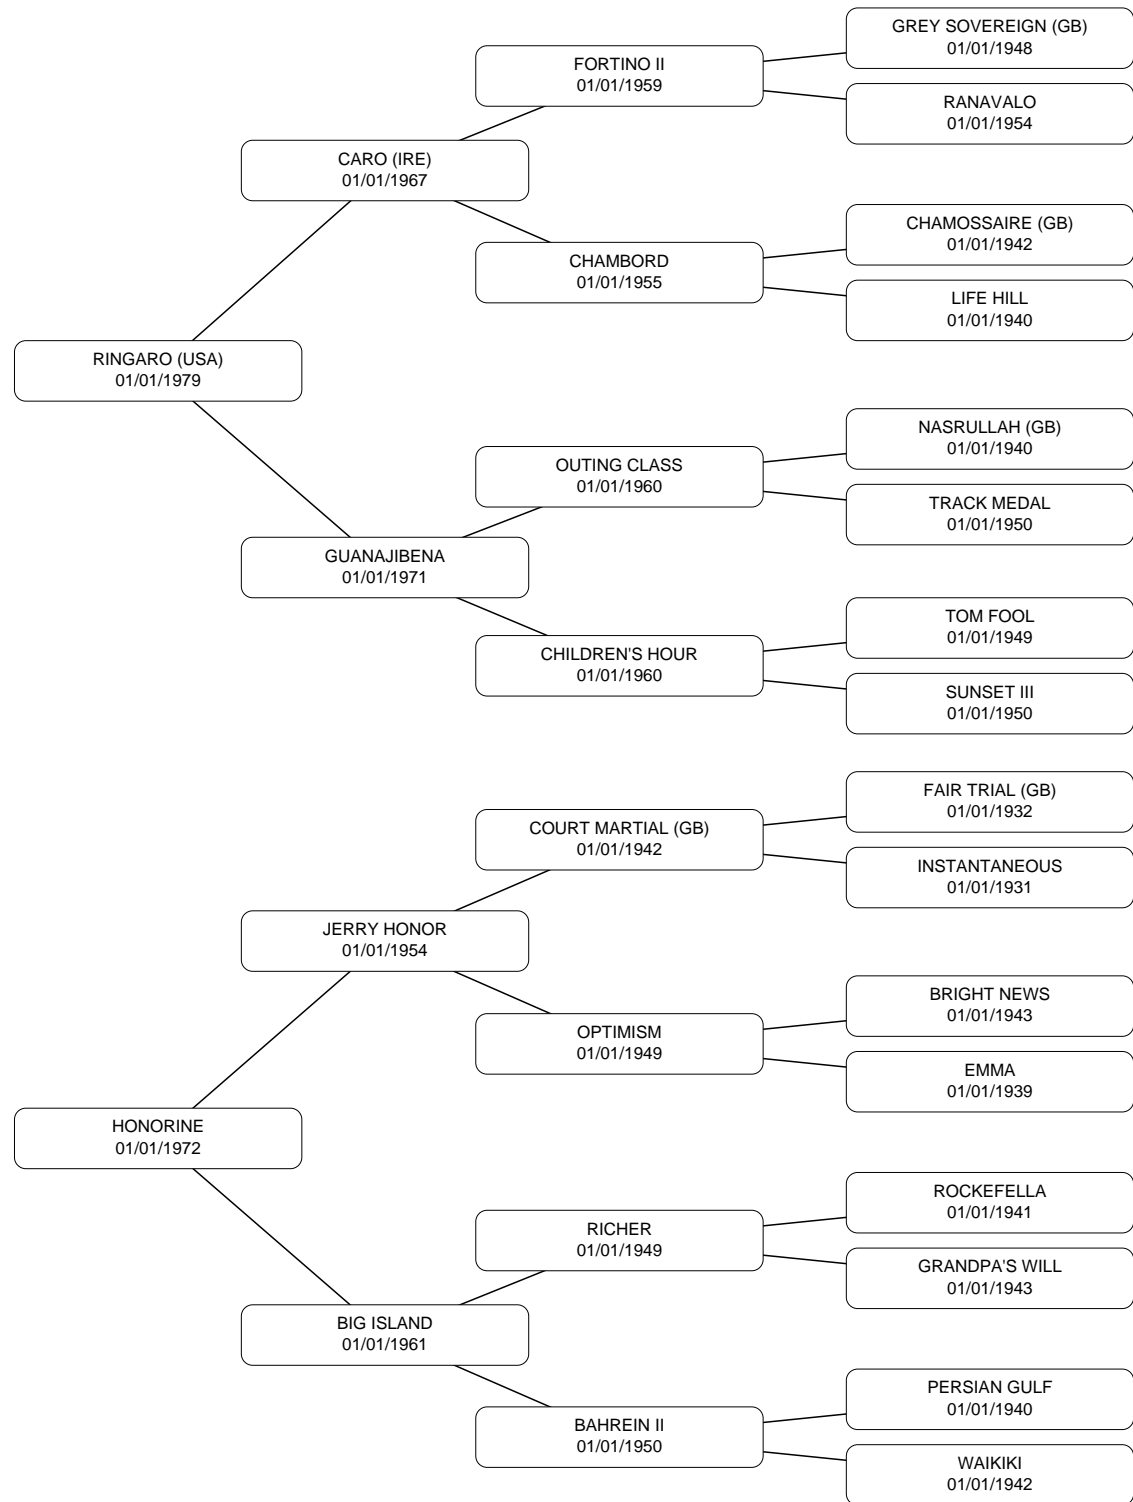 GREY SOVEREIGN (GB)
01/01/1948
FORTINO II
01/01/1959
RANAVALO
01/01/1954
CARO (IRE)
01/01/1967
CHAMOSSAIRE (GB)
01/01/1942
CHAMBORD
01/01/1955
LIFE HILL
01/01/1940
RINGARO (USA)
01/01/1979
NASRULLAH (GB)
01/01/1940
OUTING CLASS
01/01/1960
TRACK MEDAL
01/01/1950
GUANAJIBENA
01/01/1971
TOM FOOL
01/01/1949
CHILDREN'S HOUR
01/01/1960
SUNSET III
01/01/1950
FAIR TRIAL (GB)
01/01/1932
COURT MARTIAL (GB)
01/01/1942
INSTANTANEOUS
01/01/1931
JERRY HONOR
01/01/1954
BRIGHT NEWS
01/01/1943
OPTIMISM
01/01/1949
EMMA
01/01/1939
HONORINE
01/01/1972
ROCKEFELLA
01/01/1941
RICHER
01/01/1949
GRANDPA'S WILL
01/01/1943
BIG ISLAND
01/01/1961
PERSIAN GULF
01/01/1940
BAHREIN II
01/01/1950
WAIKIKI
01/01/1942